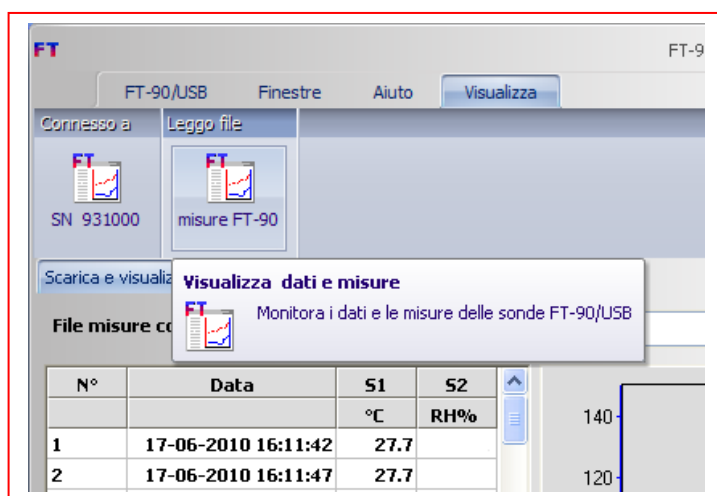 FT FT-9
FT-90/USB Finestre Aiuto Visualizza
Connesso a Leggo file
FT FT
SN 931000 misure FT-90
Scarica e
Visualizza dati e misure
FT Monitora i dati e le misure delle sonde FT-90/USB
File misure
N° Data S1 S2
°C RH%
1 17-06-2010 16:11:42 27.7
2 17-06-2010 16:11:47 27.7
140
120